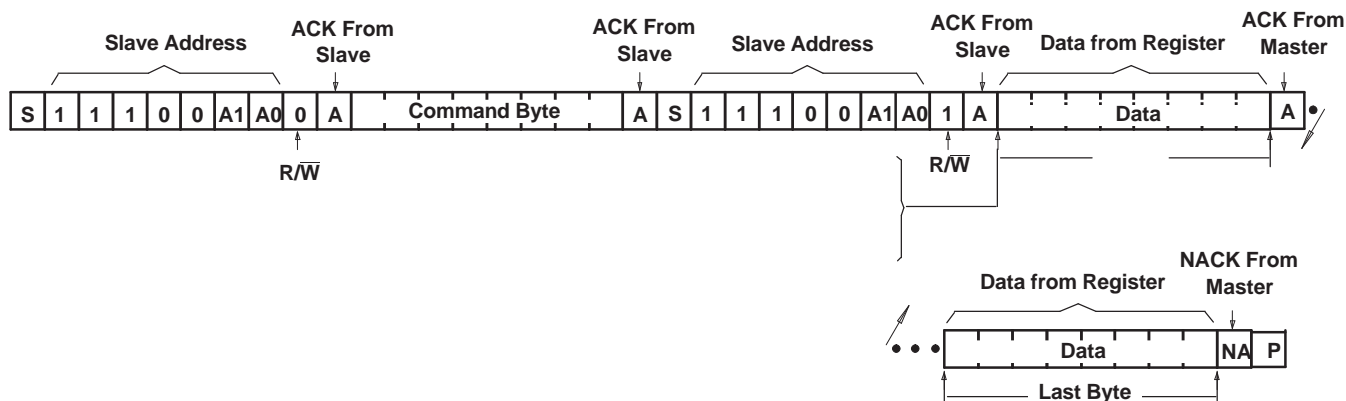 Slave Address
ACK From Slave
ACK From Slave
Slave Address
ACK From Slave
Data from Register
ACK From Master
S 1 1 1 0 0 A1 A0 0 A Command Byte A S 1 1 1 0 0 A1 A0 1 A Data A
R/W̅
R/W̅
Data from Register
NACK From Master
Data NA P
Last Byte